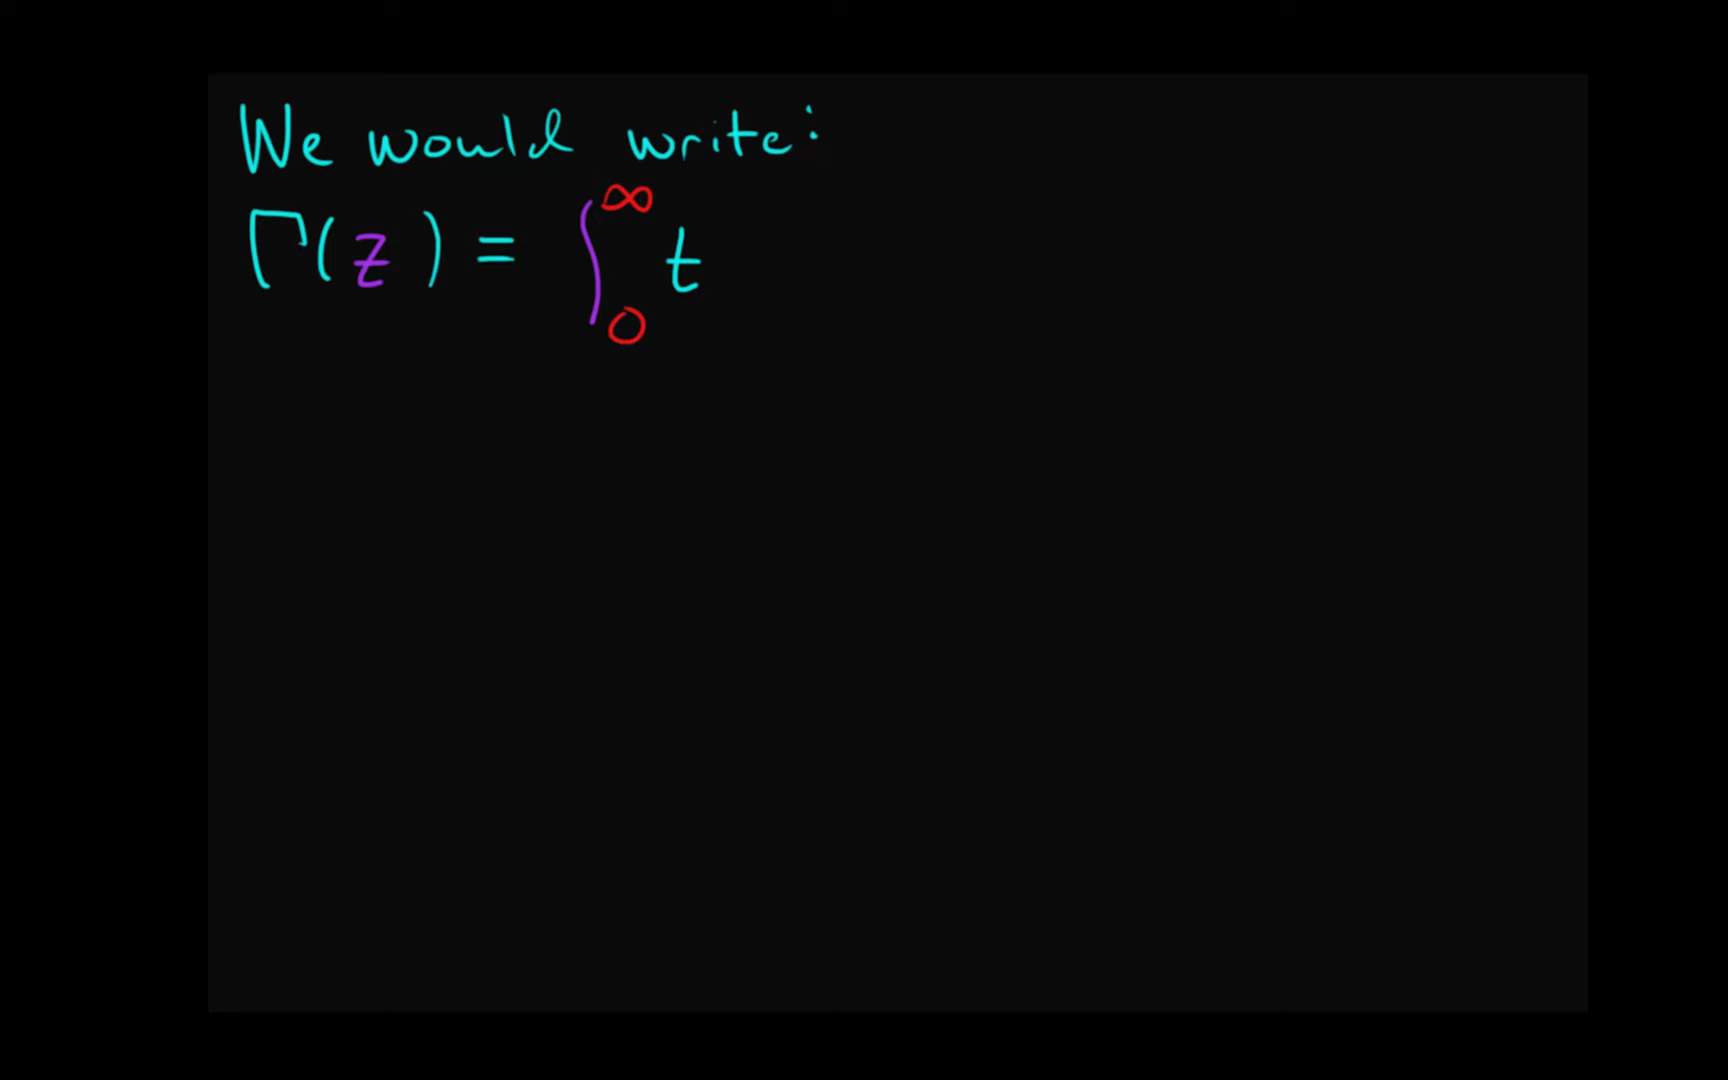 We would write:
Γ(z) = ∫₀^∞ t